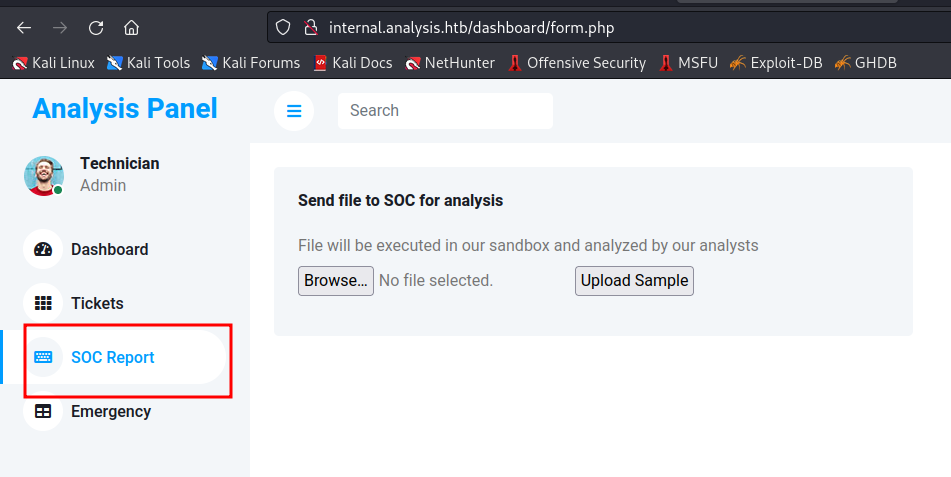 internal.analysis.htb/dashboard/form.php
Kali Linux Kali Tools Kali Forums Kali Docs NetHunter Offensive Security MSFU Exploit-DB GHDB
Analysis Panel
Search
Technician
Admin
Dashboard
Tickets
SOC Report
Emergency
Send file to SOC for analysis
File will be executed in our sandbox and analyzed by our analysts
Browse... No file selected. Upload Sample